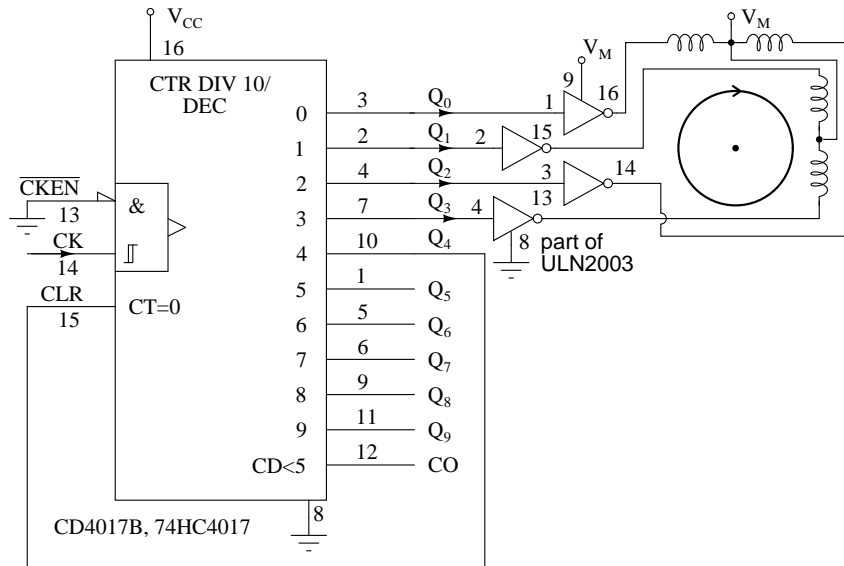 V_CC
16
CTR DIV 10/
DEC
V_M
V_M
9
0 3 Q_0 1 16
1 2 Q_1 2 15
2 4 Q_2 3 14
3 7 Q_3 4 13
4 10 Q_4 8 part of
ULN2003
CKEN
13
&
CK
14
CLR
15
CT=0
5 1 Q_5
6 5 Q_6
7 6 Q_7
8 9 Q_8
9 11 Q_9
CD<5 12 CO
8
CD4017B, 74HC4017